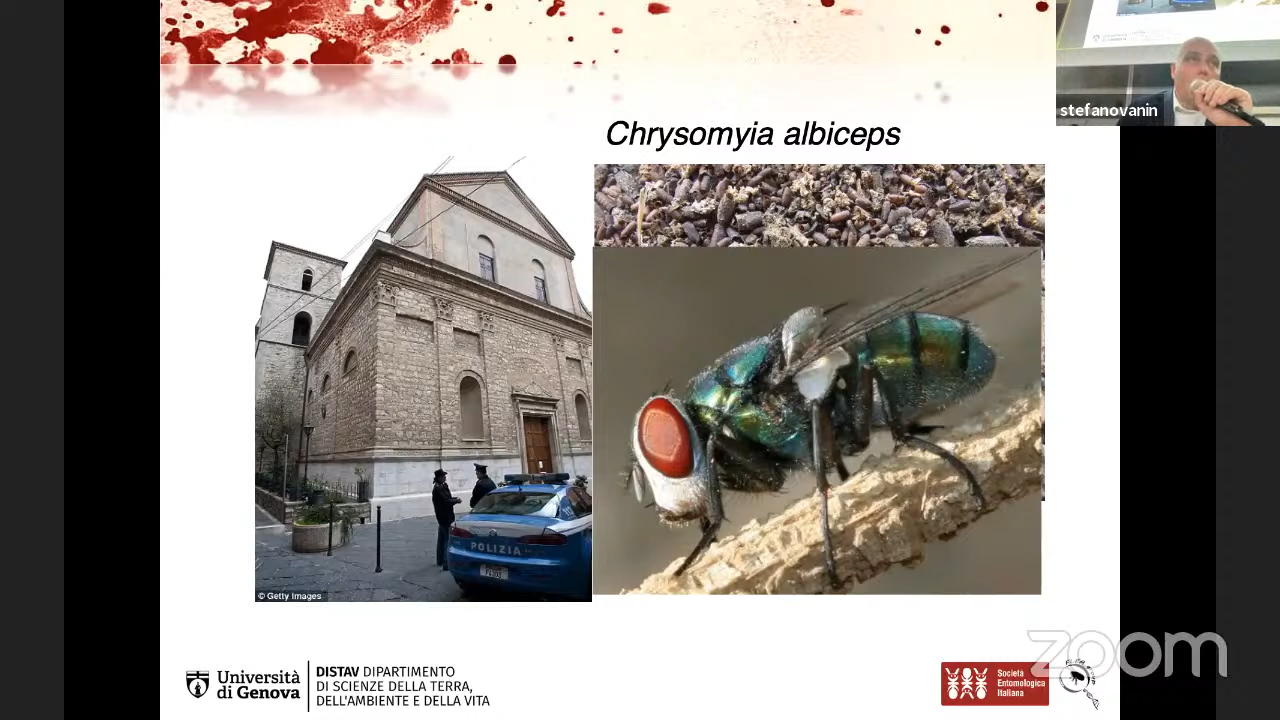 stefanovanin
Chrysomyia albiceps
POLIZIA
© Getty Images
Università
di Genova
DISTAV DIPARTIMENTO
DI SCIENZE DELLA TERRA,
DELL'AMBIENTE E DELLA VITA
Società
Entomologica
Italiana
zoom